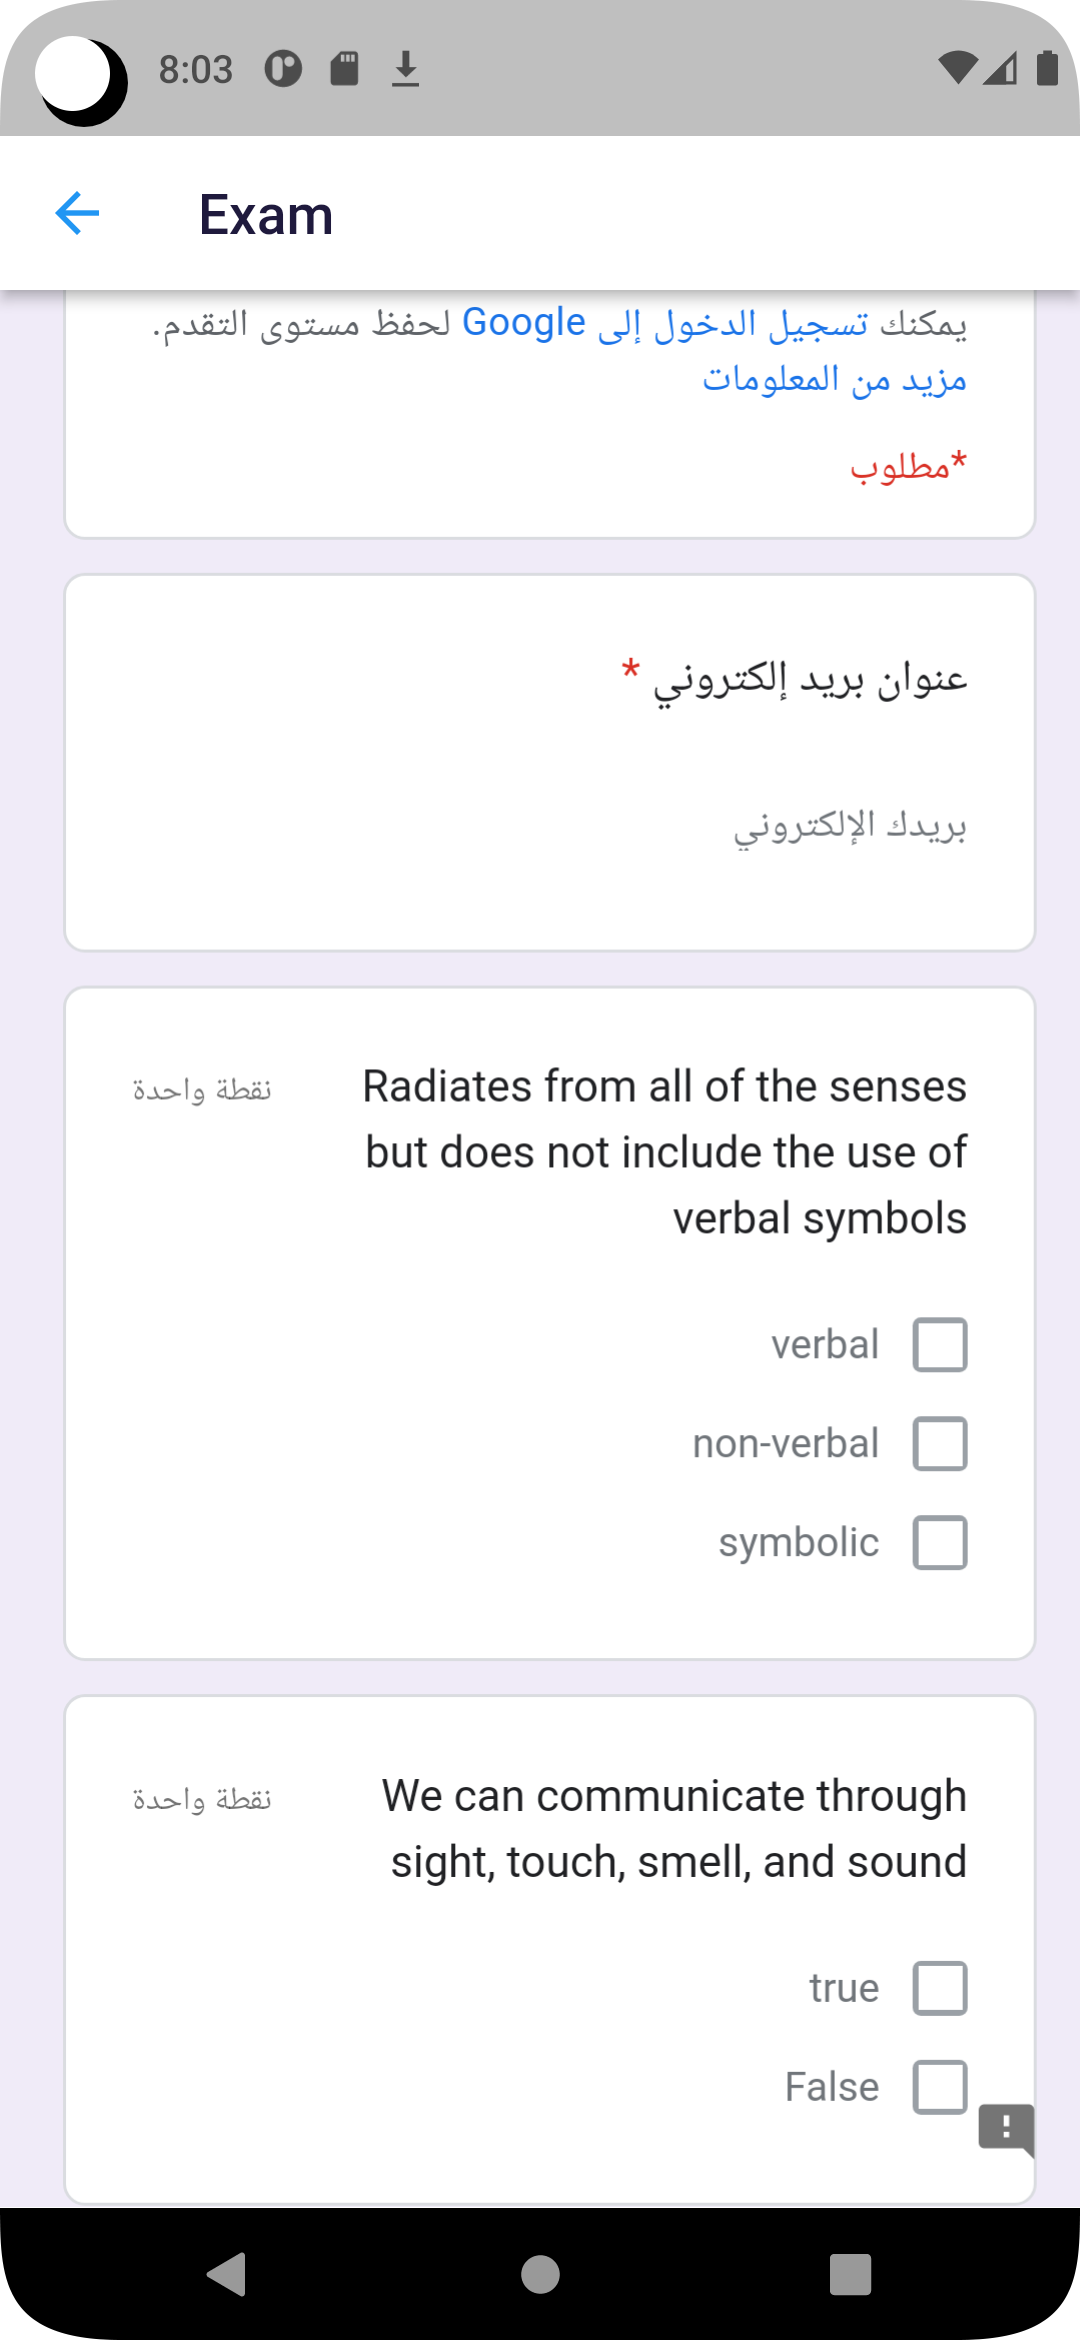 8:03
Exam
يمكنك تسجيل الدخول إلى Google لحفظ مستوى التقدم.
مزيد من المعلومات
*مطلوب
عنوان بريد إلكتروني *
بريدك الإلكتروني
Radiates from all of the senses
but does not include the use of
verbal symbols
نقطة واحدة
verbal
non-verbal
symbolic
We can communicate through
sight, touch, smell, and sound
نقطة واحدة
true
False